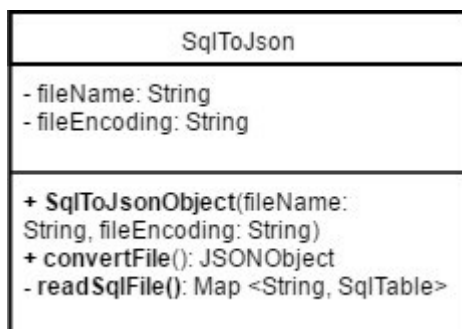 SqlToJson
- fileName: String
- fileEncoding: String
+ SqlToJsonObject(fileName:
String, fileEncoding: String)
+ convertFile(): JSONObject
- readSqlFile(): Map <String, SqlTable>